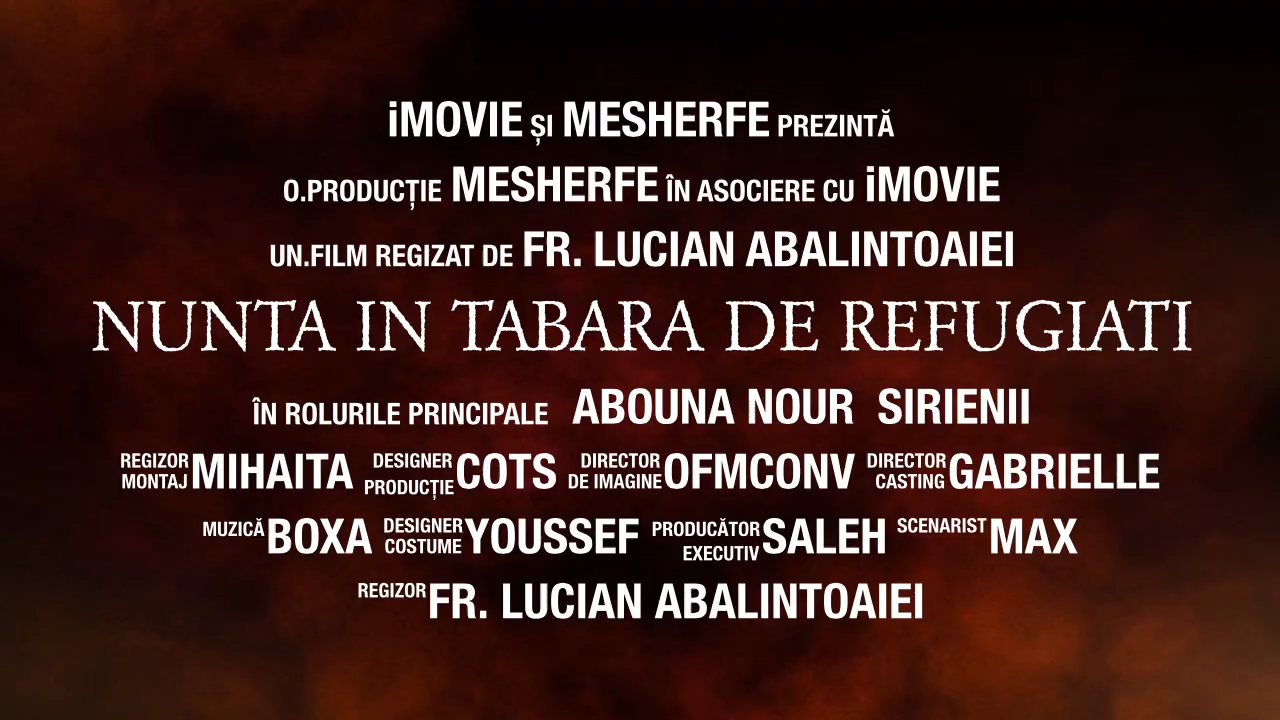 iMOVIE ȘI MESHERFE PREZINTĂ
O.PRODUCȚIE MESHERFE ÎN ASOCIERE CU iMOVIE
UN.FILM REGIZAT DE FR. LUCIAN ABALINTOAIEI
NUNTA IN TABARA DE REFUGIATI
ÎN ROLURILE PRINCIPALE ABOUNA NOUR SIRIENII
REGIZOR MONTAJ MIHAITA DESIGNER PRODUCȚIE COTS DIRECTOR DE IMAGINE OFMCONV DIRECTOR CASTING GABRIELLE
MUZICĂ BOXA DESIGNER COSTUME YOUSSEF PRODUCĂTOR EXECUTIV SALEH SCENARIST MAX
REGIZOR FR. LUCIAN ABALINTOAIEI